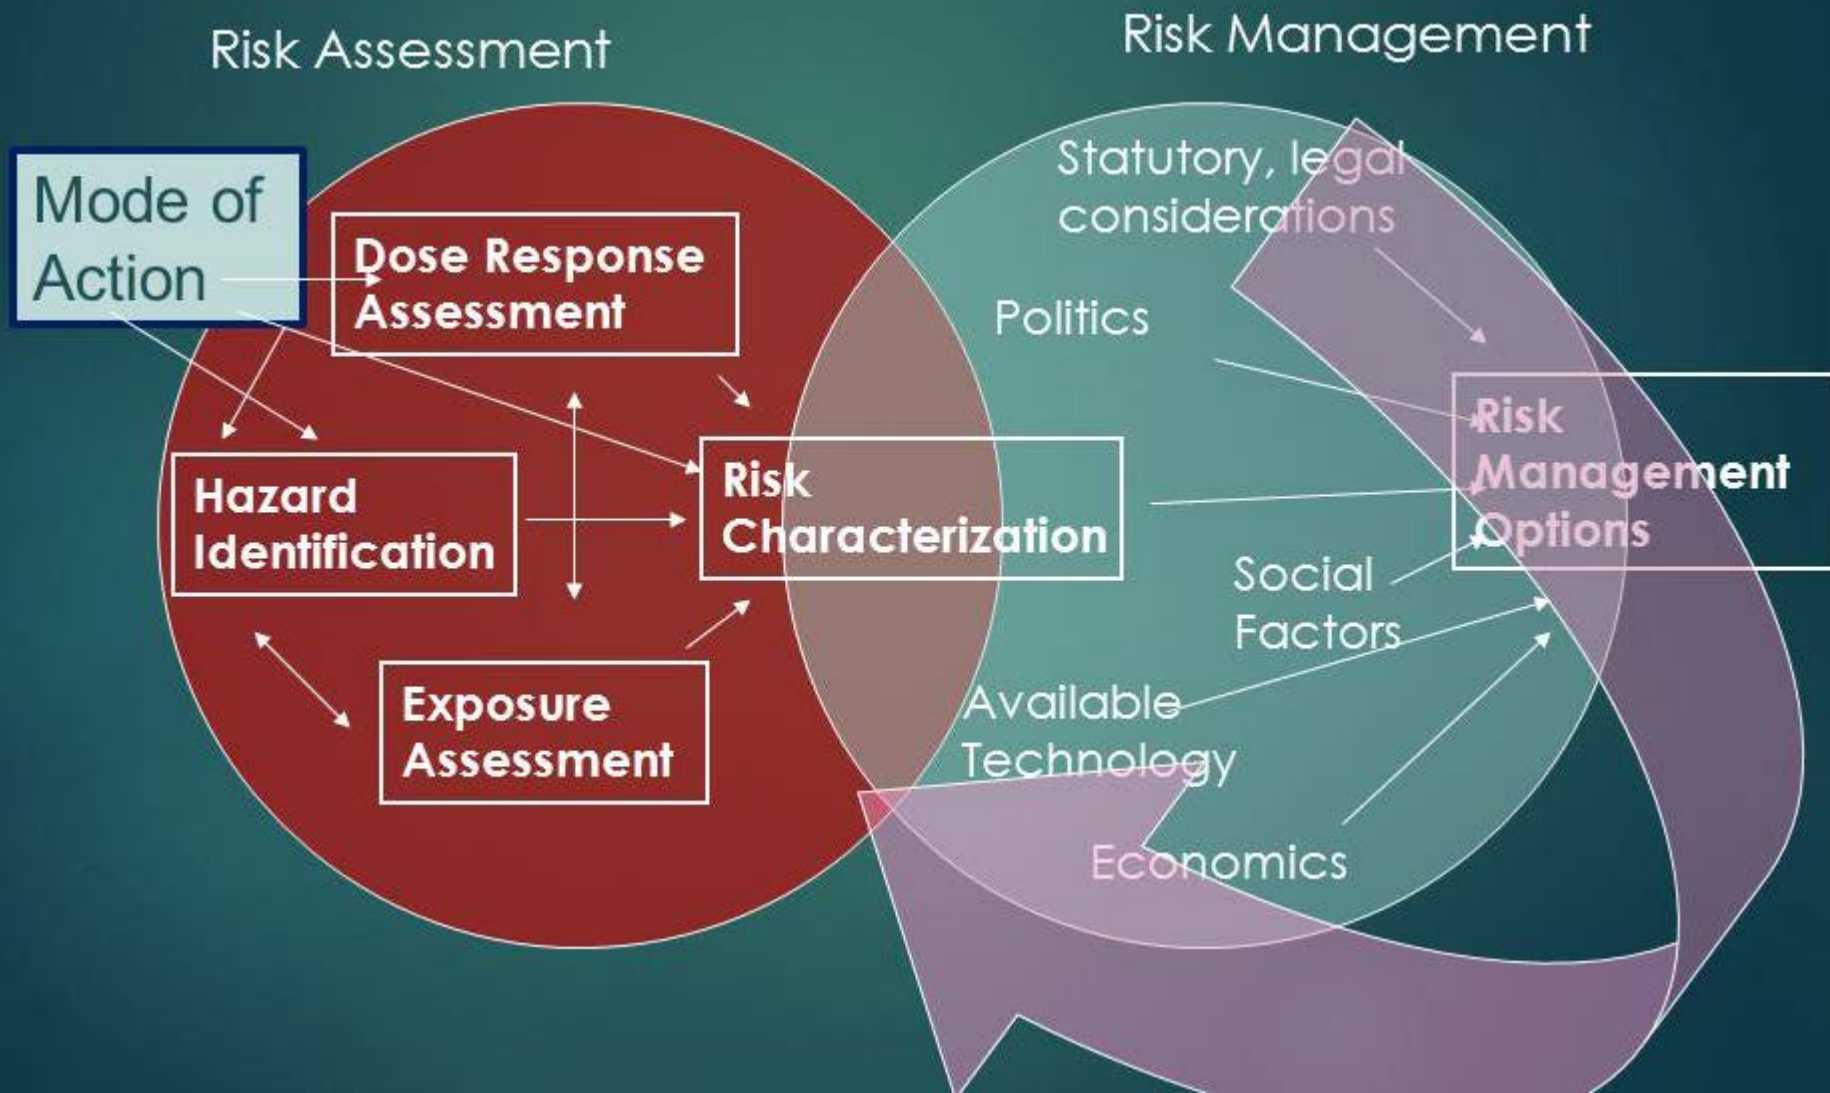 Risk Assessment
Risk Management
Mode of
Action
Dose Response
Assessment
Hazard
Identification
Exposure
Assessment
Risk
Characterization
Statutory, legal
considerations
Politics
Social
Factors
Available
Technology
Economics
Risk
Management
Options